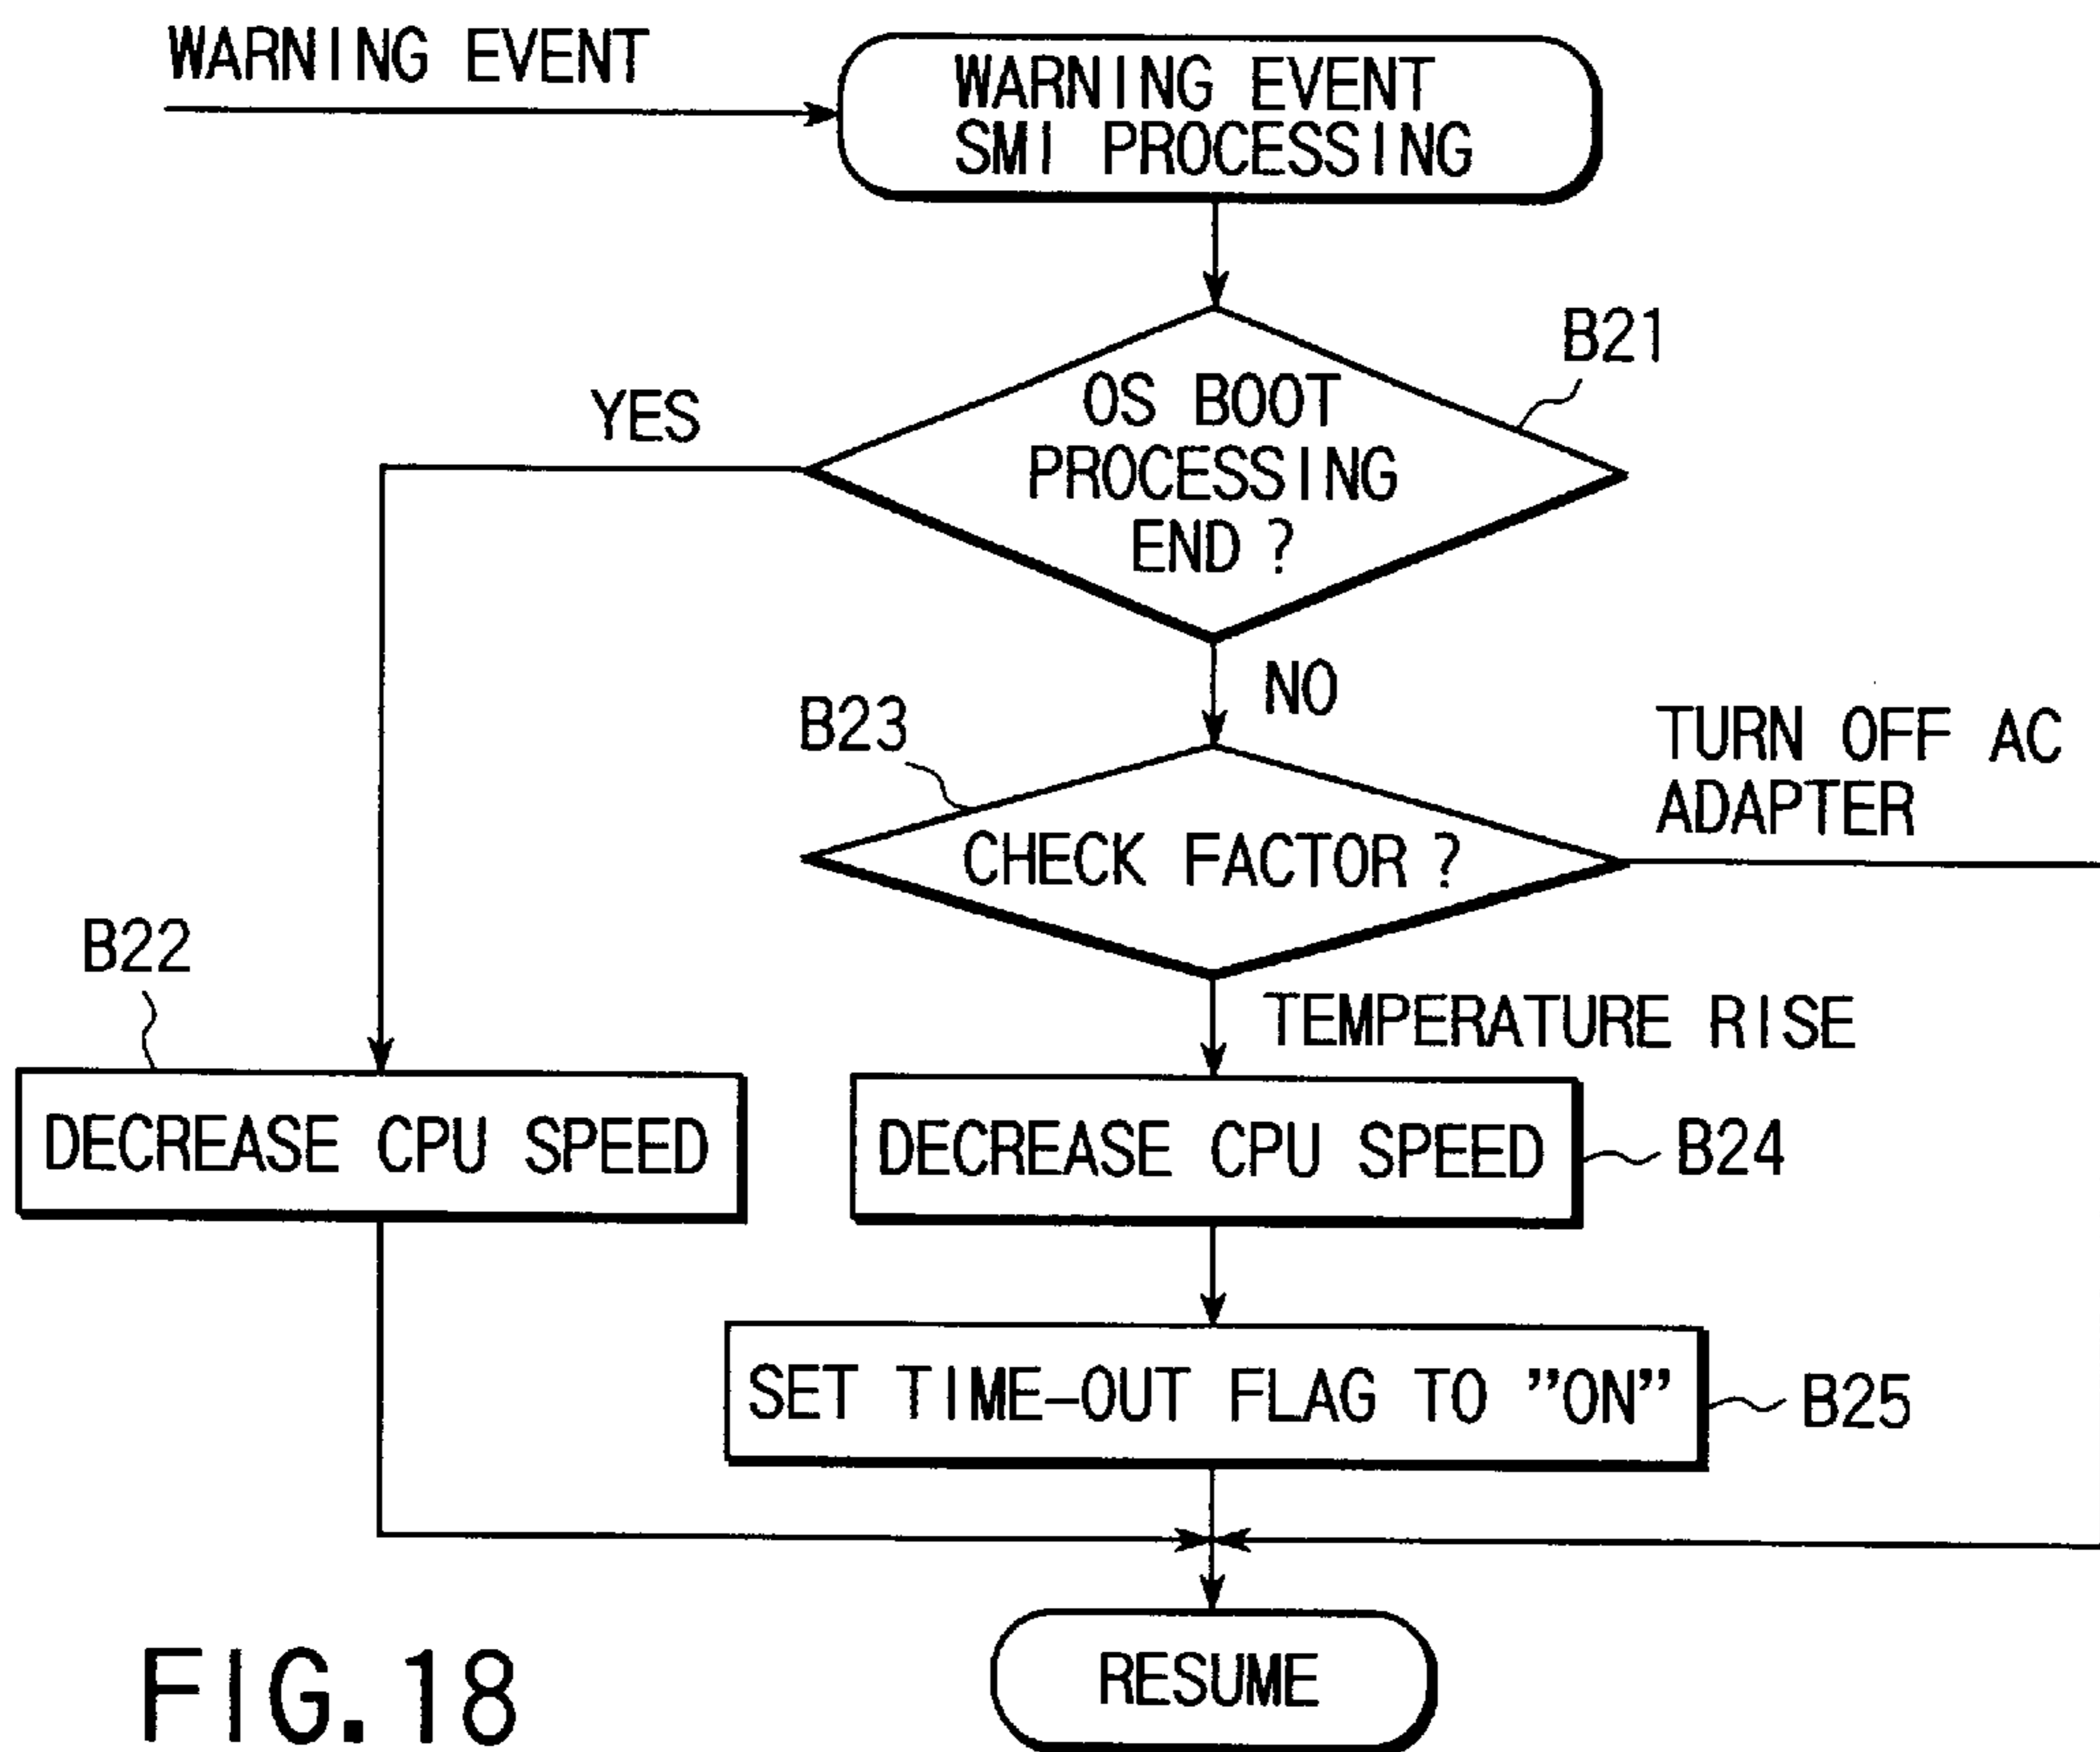 WARNING EVENT
WARNING EVENT
SMI PROCESSING
B21
OS BOOT
PROCESSING
END ?
YES
NO
B23
TURN OFF AC
ADAPTER
CHECK FACTOR ?
B22
TEMPERATURE RISE
DECREASE CPU SPEED
DECREASE CPU SPEED
B24
SET TIME-OUT FLAG TO ”ON”
B25
RESUME
FIG.18